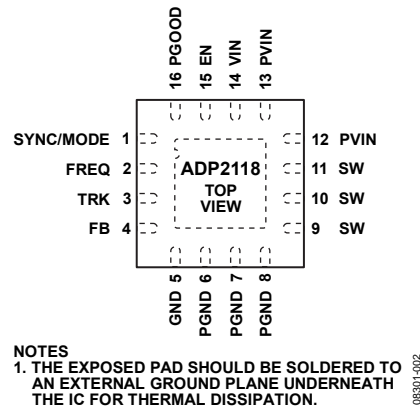 16 PGOOD
15 EN
14 VIN
13 PVIN
SYNC/MODE 1
FREQ 2
TRK 3
FB 4
ADP2118
TOP
VIEW
12 PVIN
11 SW
10 SW
9 SW
GND 5
PGND 6
PGND 7
PGND 8
NOTES
1. THE EXPOSED PAD SHOULD BE SOLDERED TO
AN EXTERNAL GROUND PLANE UNDERNEATH
THE IC FOR THERMAL DISSIPATION.
08301-002